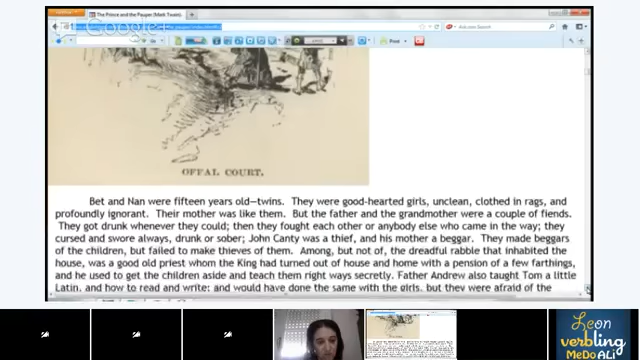 The Prince and the Pauper (Mark Twain)
Google+
Print
OFFAL COURT.
Bet and Nan were fifteen years old—twins. They were good-hearted girls, unclean, clothed in rags, and
profoundly ignorant. Their mother was like them. But the father and the grandmother were a couple of fiends.
They got drunk whenever they could; then they fought each other or anybody else who came in the way; they
cursed and swore always, drunk or sober; John Canty was a thief, and his mother a beggar. They made beggars
of the children, but failed to make thieves of them. Among, but not of, the dreadful rabble that inhabited the
house, was a good old priest whom the King had turned out of house and home with a pension of a few farthings,
and he used to get the children aside and teach them right ways secretly. Father Andrew also taught Tom a little
Latin, and how to read and write; and would have done the same with the girls, but they were afraid of the
Leon
verbling
MeDo ALi